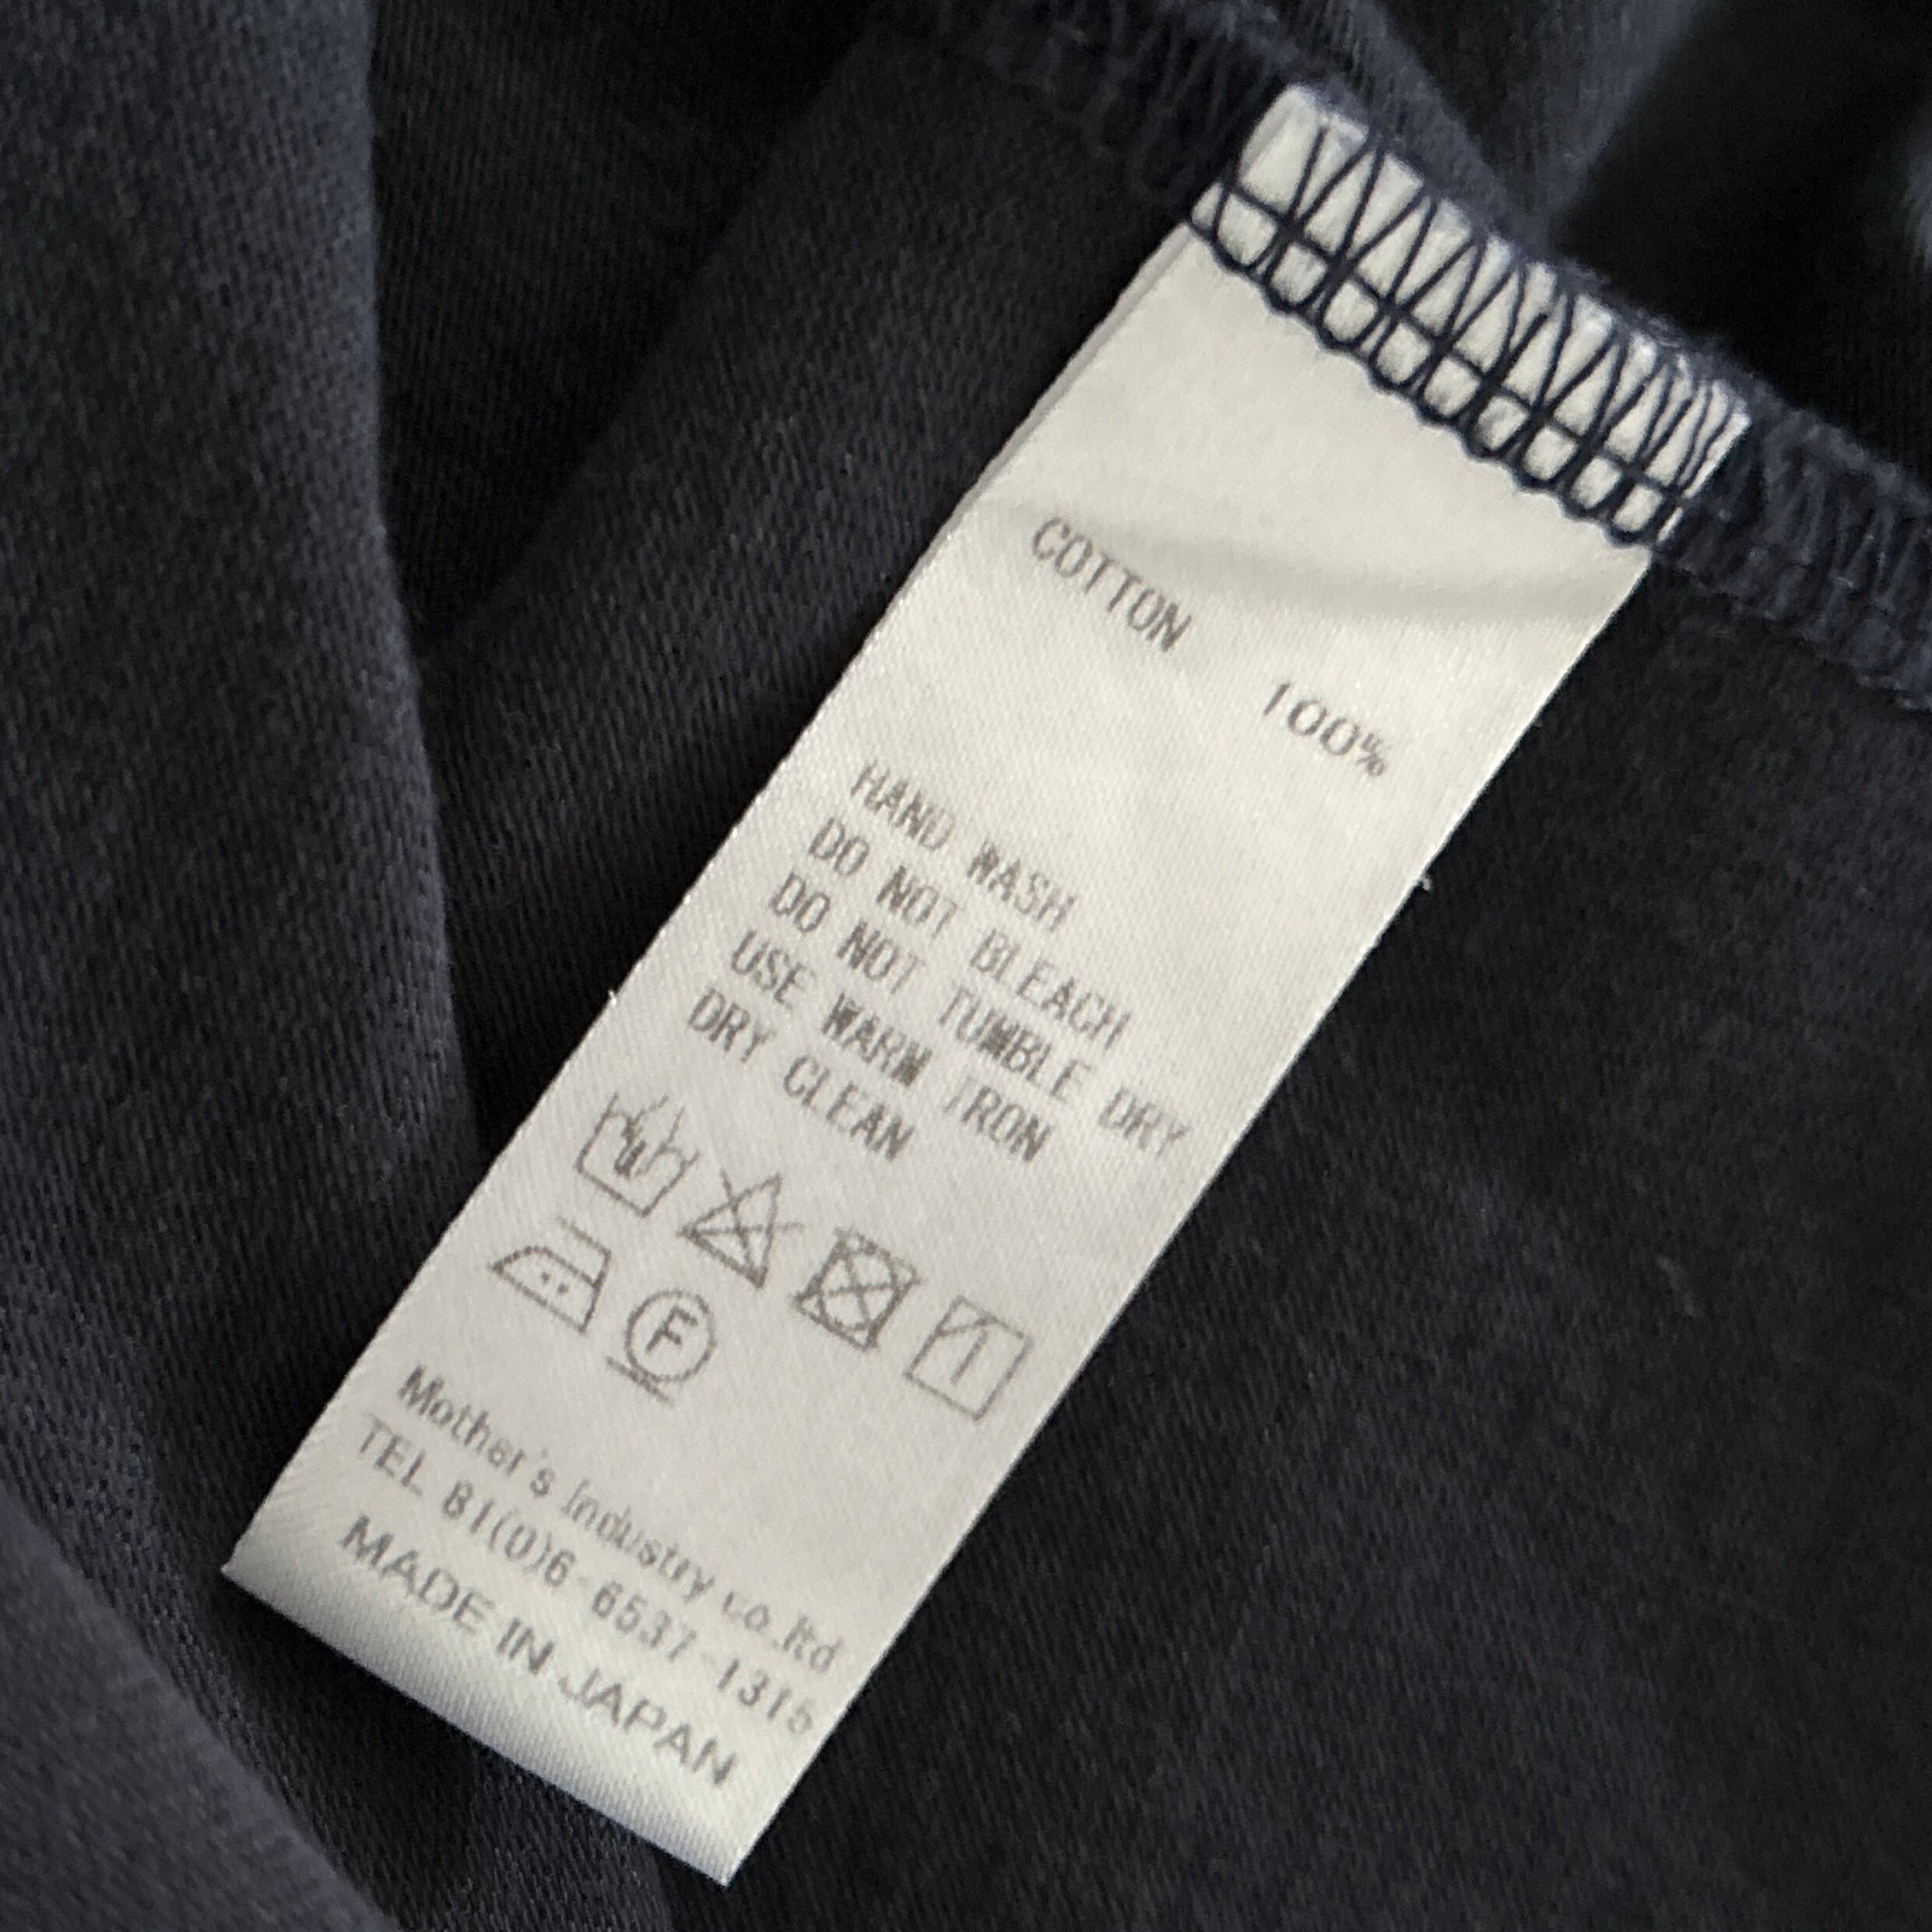 COTTON 100%
HAND WASH
DO NOT BLEACH
DO NOT TUMBLE DRY
USE WARM IRON
DRY CLEAN
F
Mother's Industry co.ltd
TEL 81(0)6-6537-1315
MADE IN JAPAN